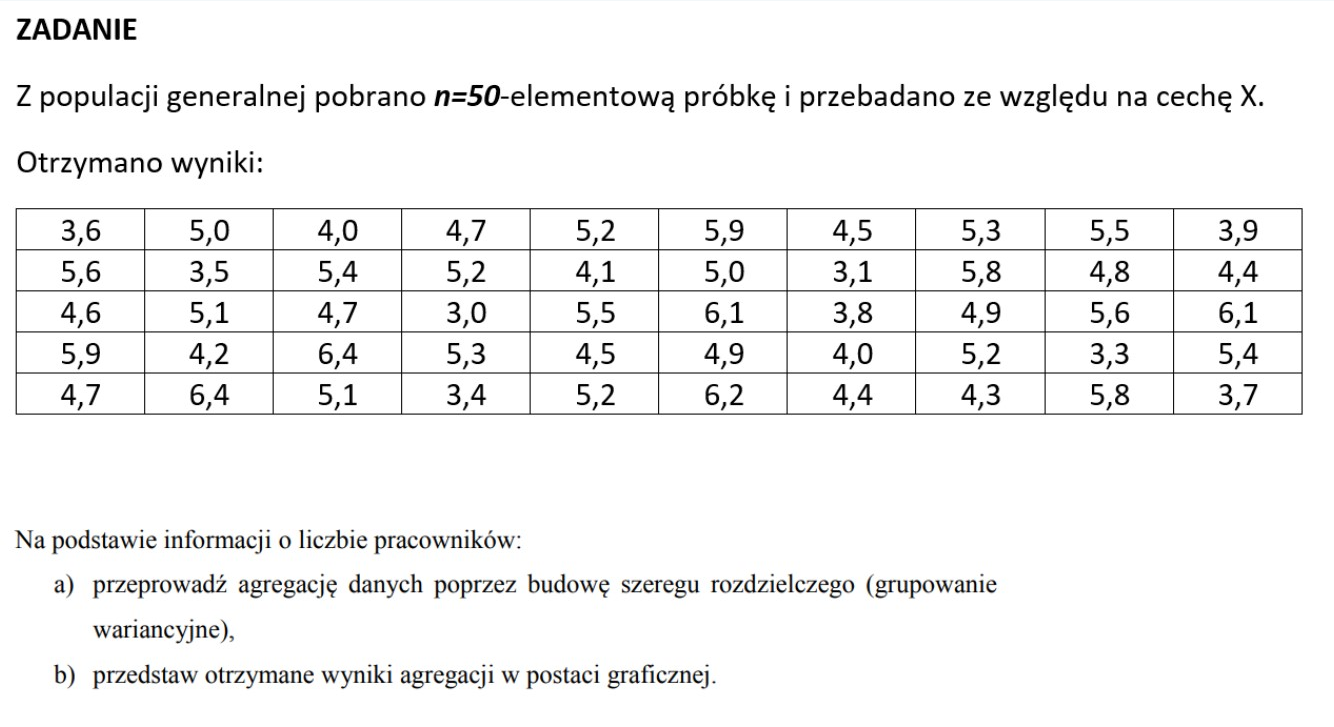 ZADANIE
Z populacji generalnej pobrano n=50-elementową próbkę i przebadano ze względu na cechę X.
Otrzymano wyniki:
3,6 5,0 4,0 4,7 5,2 5,9 4,5 5,3 5,5 3,9
5,6 3,5 5,4 5,2 4,1 5,0 3,1 5,8 4,8 4,4
4,6 5,1 4,7 3,0 5,5 6,1 3,8 4,9 5,6 6,1
5,9 4,2 6,4 5,3 4,5 4,9 4,0 5,2 3,3 5,4
4,7 6,4 5,1 3,4 5,2 6,2 4,4 4,3 5,8 3,7
Na podstawie informacji o liczbie pracowników:
a) przeprowadź agregację danych poprzez budowę szeregu rozdzielczego (grupowanie
wariancyjne),
b) przedstaw otrzymane wyniki agregacji w postaci graficznej.